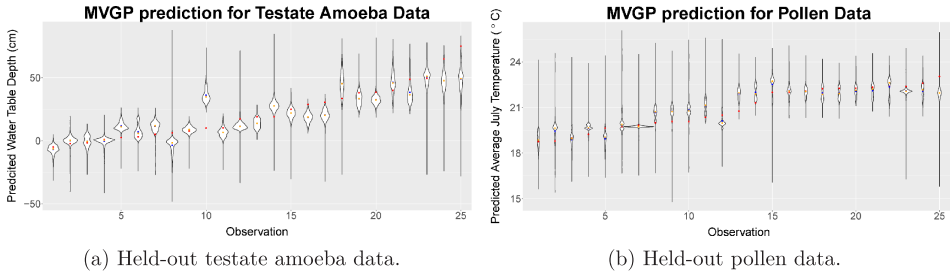 MVGP prediction for Testate Amoeba Data
Predicted Water Table Depth (cm)
50
0
−50
5
10
15
20
25
Observation
(a) Held-out testate amoeba data.
MVGP prediction for Pollen Data
Predicted Average July Temperature ( ° C)
24
21
18
15
5
10
15
20
25
Observation
(b) Held-out pollen data.